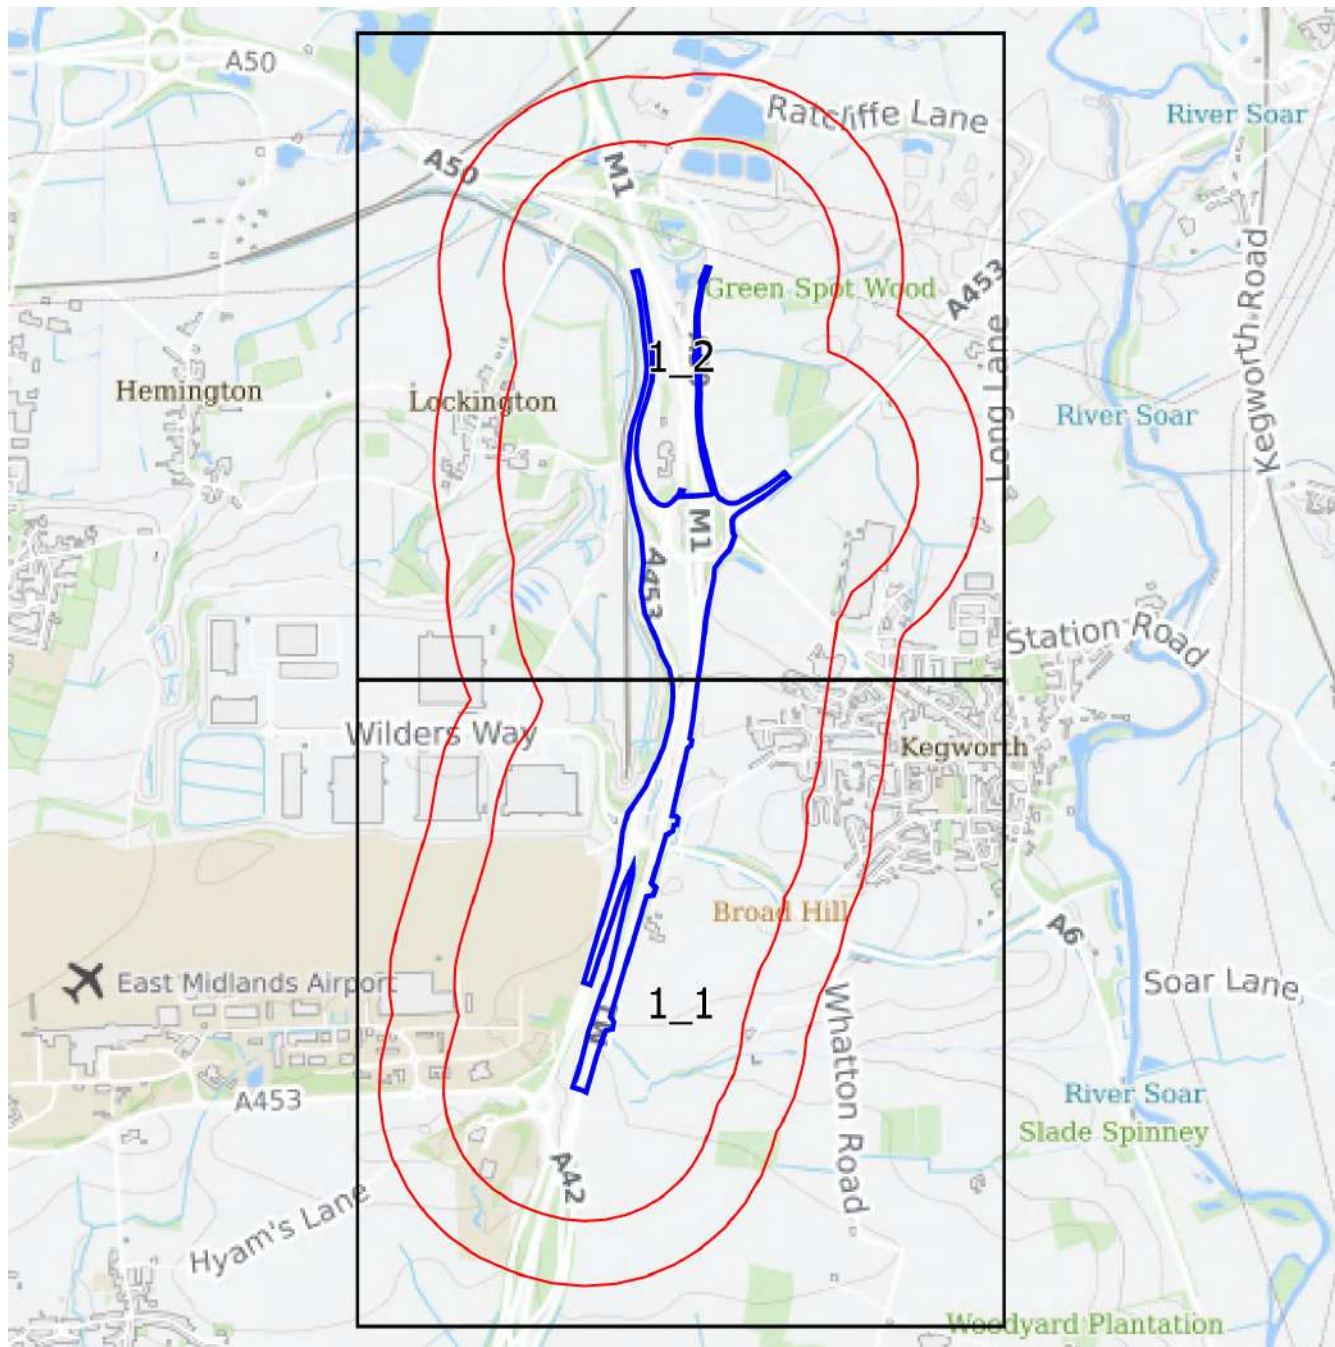 A50
Ratcliffe Lane
River Soar
A50
M1
Kegworth Road
A453
Green Spot Wood
1_2
Long Lane
Hemington
Lockington
River Soar
M1
A453
Station Road
Wilders Way
Kegworth
Broad Hill
A6
East Midlands Airport
Soar Lane
1_1
Whatton Road
A453
River Soar
Slade Spinney
A42
Hyam's Lane
Woodyard Plantation